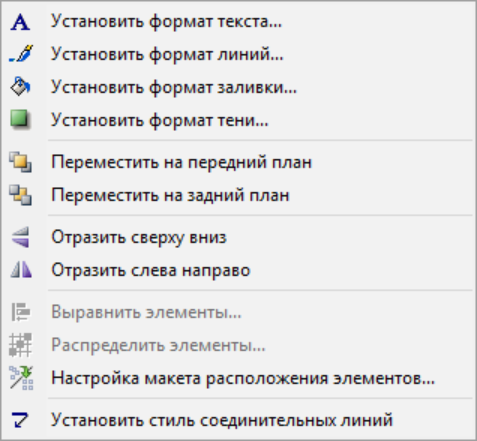 Установить формат текста...
Установить формат линий...
Установить формат заливки...
Установить формат тени...
Переместить на передний план
Переместить на задний план
Отразить сверху вниз
Отразить слева направо
Выравнить элементы...
Распределить элементы...
Настройка макета расположения элементов...
Установить стиль соединительных линий